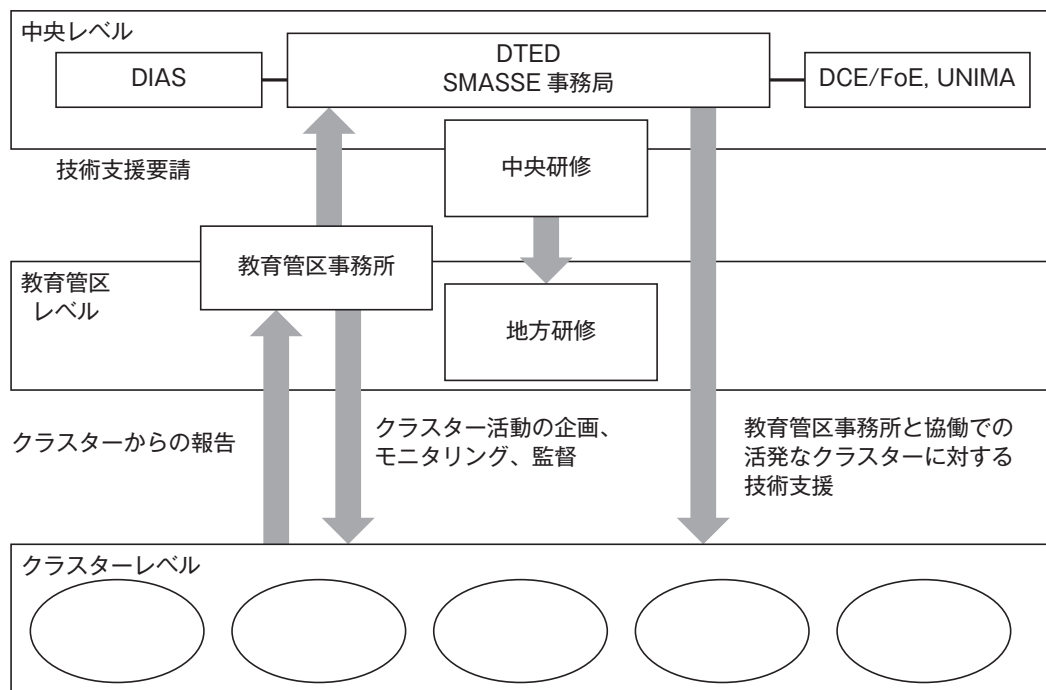 中央レベル
DIAS
DTED
SMASSE 事務局
DCE/FoE, UNIMA
技術支援要請
中央研修
教育管区事務所
教育管区
レベル
地方研修
クラスターからの報告
クラスター活動の企画、
モニタリング、監督
教育管区事務所と協働での
活発なクラスターに対する
技術支援
クラスターレベル